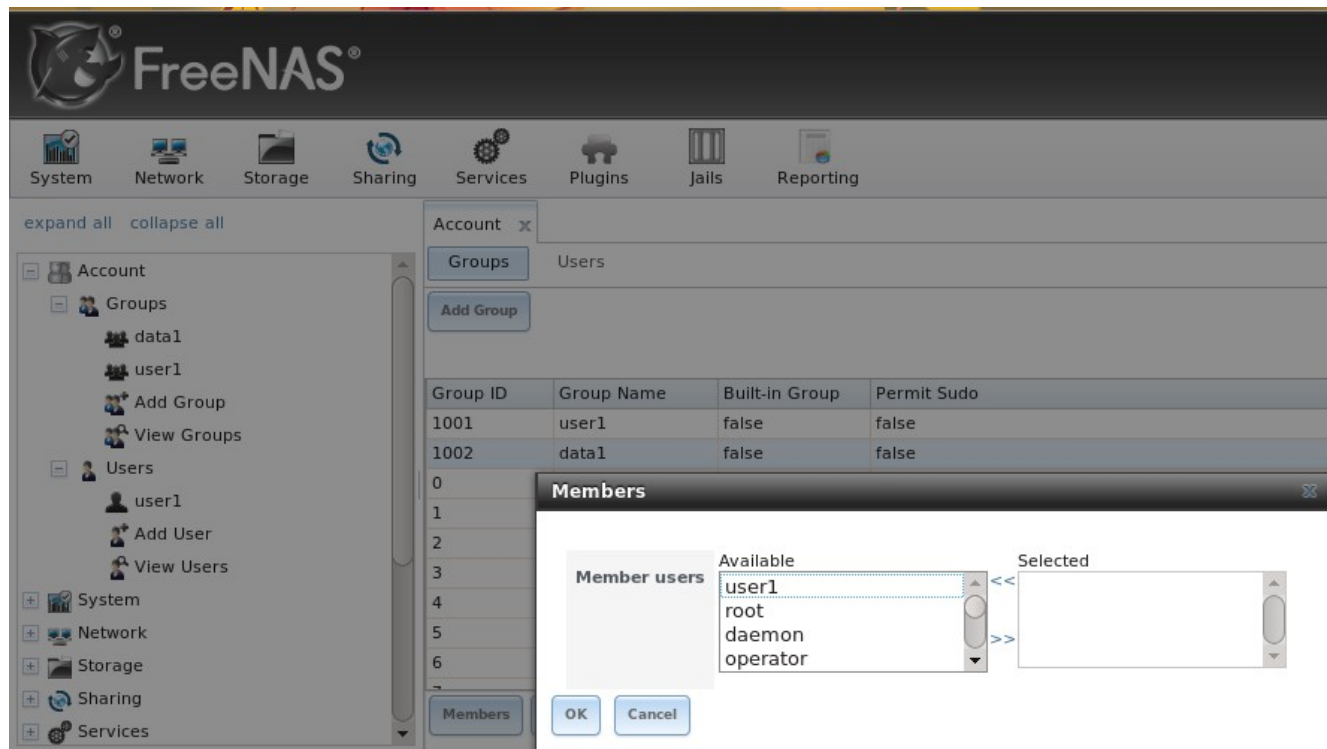 FreeNAS®
System Network Storage Sharing Services Plugins Jails Reporting
expand all collapse all
Account
Groups
data1
user1
Add Group
View Groups
Users
user1
Add User
View Users
System
Network
Storage
Sharing
Services
Account x
Groups Users
Add Group
Group ID Group Name Built-in Group Permit Sudo
1001 user1 false false
1002 data1 false false
0
1
2
3
4
5
6
Members
Members
Member users
Available
user1
root
daemon
operator
<<
>>
Selected
OK Cancel